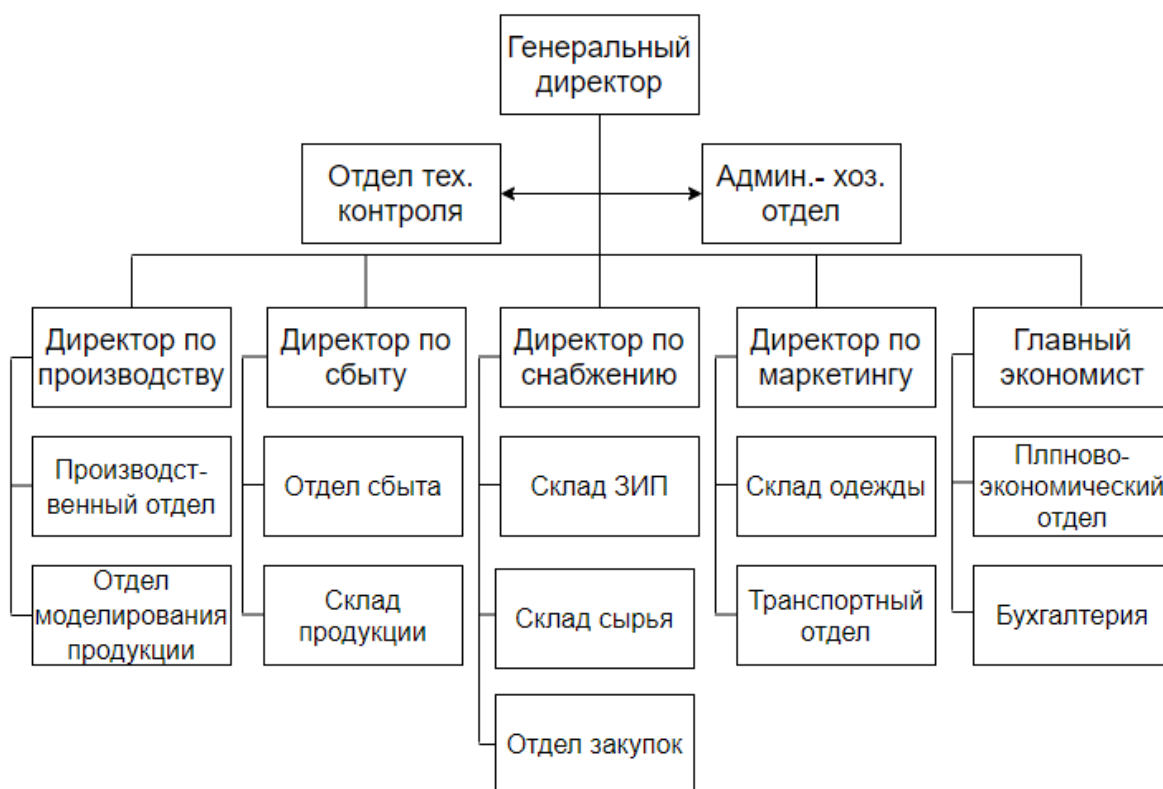 Генеральный
директор
Отдел тех.
контроля
Админ.- хоз.
отдел
Директор по
производству
Директор по
сбыту
Директор по
снабжению
Директор по
маркетингу
Главный
экономист
Производст-
венный отдел
Отдел сбыта
Склад ЗИП
Склад одежды
Плпново-
экономический
отдел
Отдел
моделирования
продукции
Склад
продукции
Склад сырья
Транспортный
отдел
Бухгалтерия
Отдел закупок